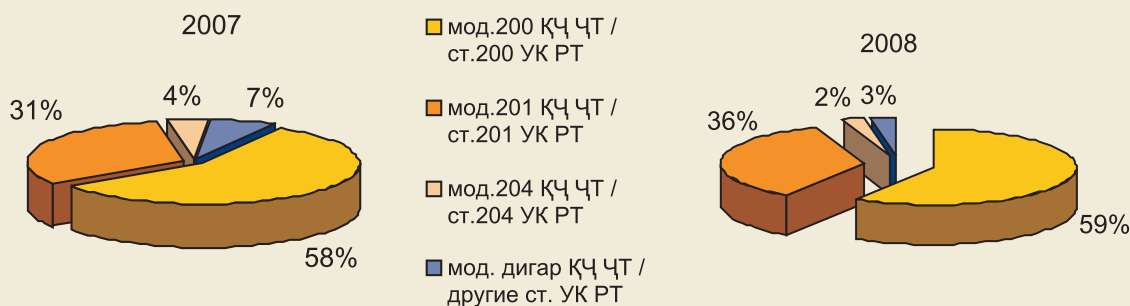 2007
31%
4%
7%
58%
мод.200 ҚҶ ҶТ /
ст.200 УК РТ
мод.201 ҚҶ ҶТ /
ст.201 УК РТ
мод.204 ҚҶ ҶТ /
ст.204 УК РТ
мод. дигар ҚҶ ҶТ /
другие ст. УК РТ
2008
36%
2%
3%
59%